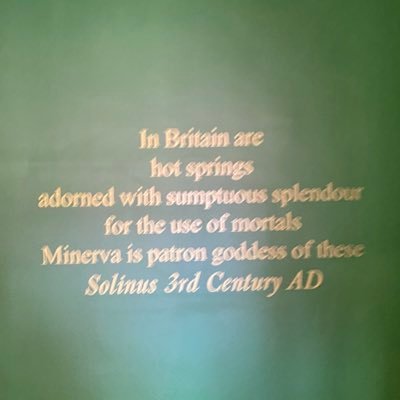 In Britain are
hot springs
adorned with sumptuous splendour
for the use of mortals
Minerva is patron goddess of these
Solinus 3rd Century AD